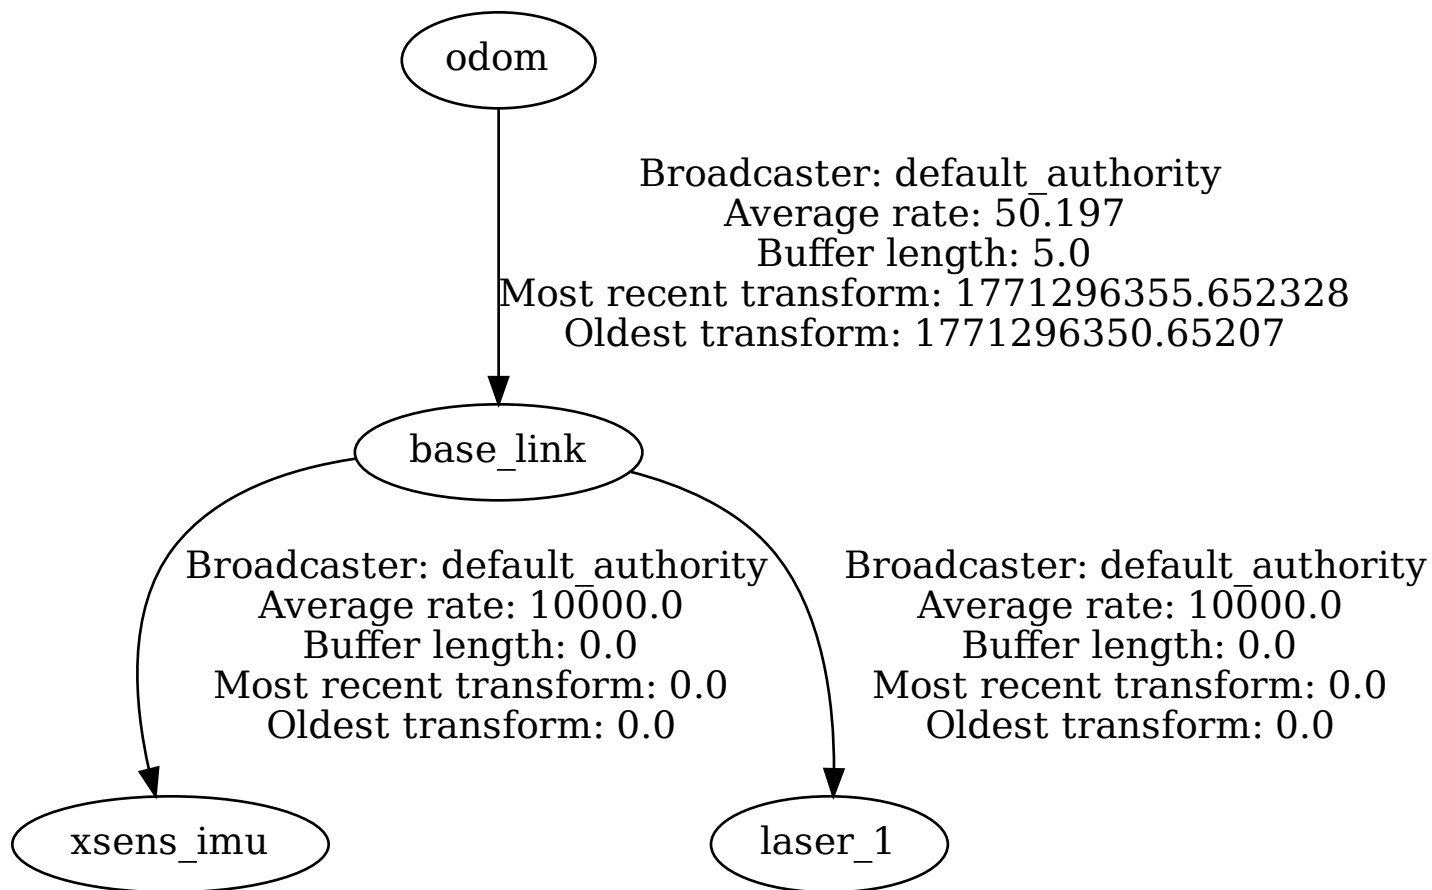 odom
Broadcaster: default_authority
Average rate: 50.197
Buffer length: 5.0
Most recent transform: 1771296355.652328
Oldest transform: 1771296350.65207
base_link
Broadcaster: default_authority
Average rate: 10000.0
Buffer length: 0.0
Most recent transform: 0.0
Oldest transform: 0.0
Broadcaster: default_authority
Average rate: 10000.0
Buffer length: 0.0
Most recent transform: 0.0
Oldest transform: 0.0
xsens_imu
laser_1